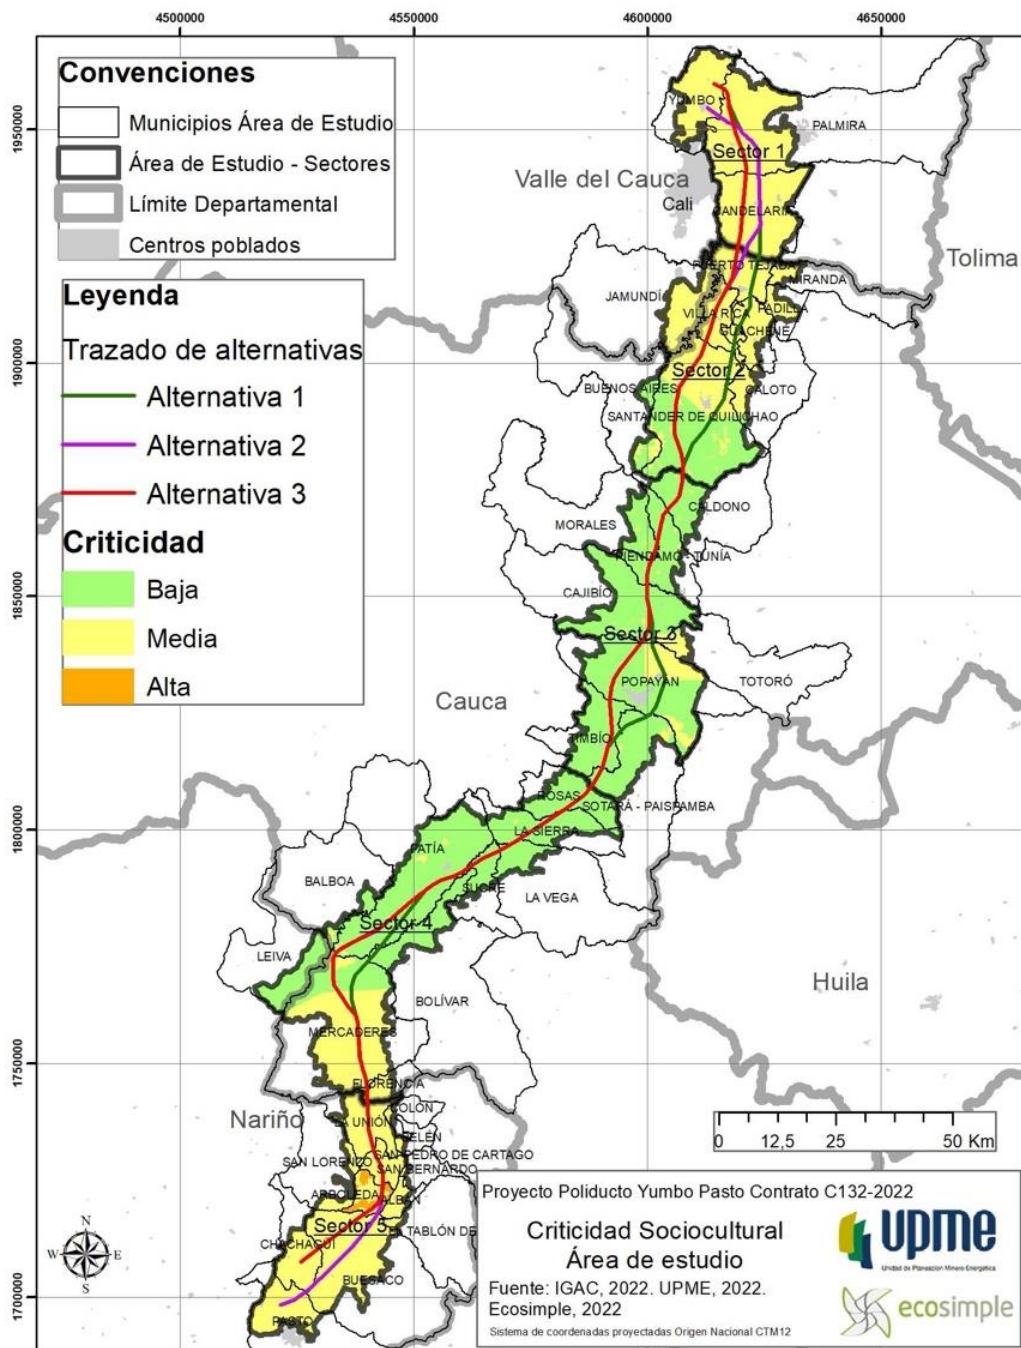 4500000
4550000
4600000
4650000
1950000
1900000
1850000
1800000
1750000
1700000
Convenciones
Municipios Área de Estudio
Área de Estudio - Sectores
Límite Departamental
Centros poblados
Leyenda
Trazado de alternativas
Alternativa 1
Alternativa 2
Alternativa 3
Criticidad
Baja
Media
Alta
YUMBO
PALMIRA
Sector 1
Valle del Cauca
Cali
CANDELARIA
Tolima
PUERTO TEJADA
MIRANDA
JAMUNDÍ
PADILLA
VILLA RICA
GUACHENÉ
Sector 2
BUENOS AIRES
CALOTO
SANTANDER DE QUILICHAO
CALDONO
MORALES
PIENDAMÓ - TUNÍA
CAJIBÍO
Sector 3
POPAYÁN
TOTORÓ
Cauca
TIMBÍO
ROSAS
SOTARÁ - PAISPAMBA
LA SIERRA
PATÍA
BALBOA
SUCRE
LA VEGA
Sector 4
LEIVA
Huila
BOLÍVAR
MERCADERES
FLORENCIA
Nariño
COLÓN
LA UNIÓN
BELÉN
SAN PEDRO DE CARTAGO
SAN LORENZO
SAN BERNARDO
ARBOLEDA
ALBÁN
Sector 5
EL TABLÓN DE
CHACHAGÜÍ
BUESACO
PASTO
0 12,5 25 50 Km
N
W E
S
Proyecto Poliducto Yumbo Pasto Contrato C132-2022
Criticidad Sociocultural
Área de estudio
Fuente: IGAC, 2022. UPME, 2022.
Ecosimple, 2022
Sistema de coordenadas proyectadas Origen Nacional CTM12
upme
Unidad de Planeación Minero Energética
ecosimple